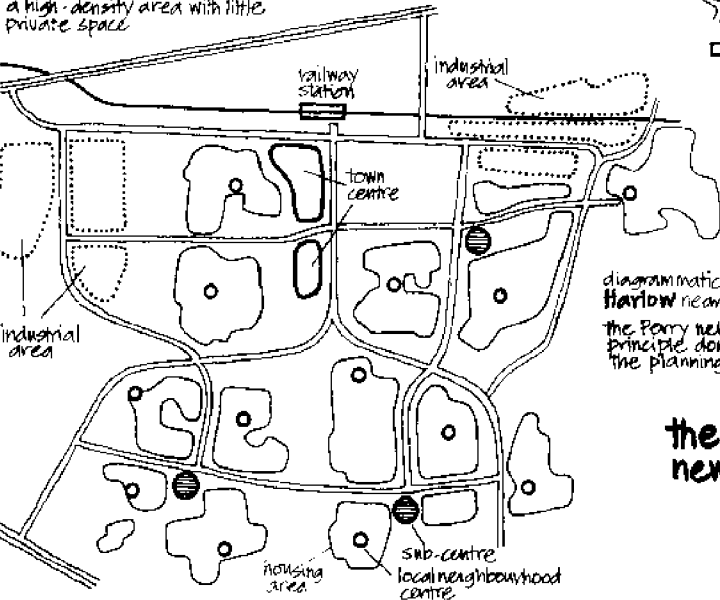 a high-density area with little
private space
railway
station
industrial
area
town
centre
industrial
area
diagrammatic
Harlow near
the Perry
principle
the planning
the
sub-centre
housing
area
local neighbourhood
centre